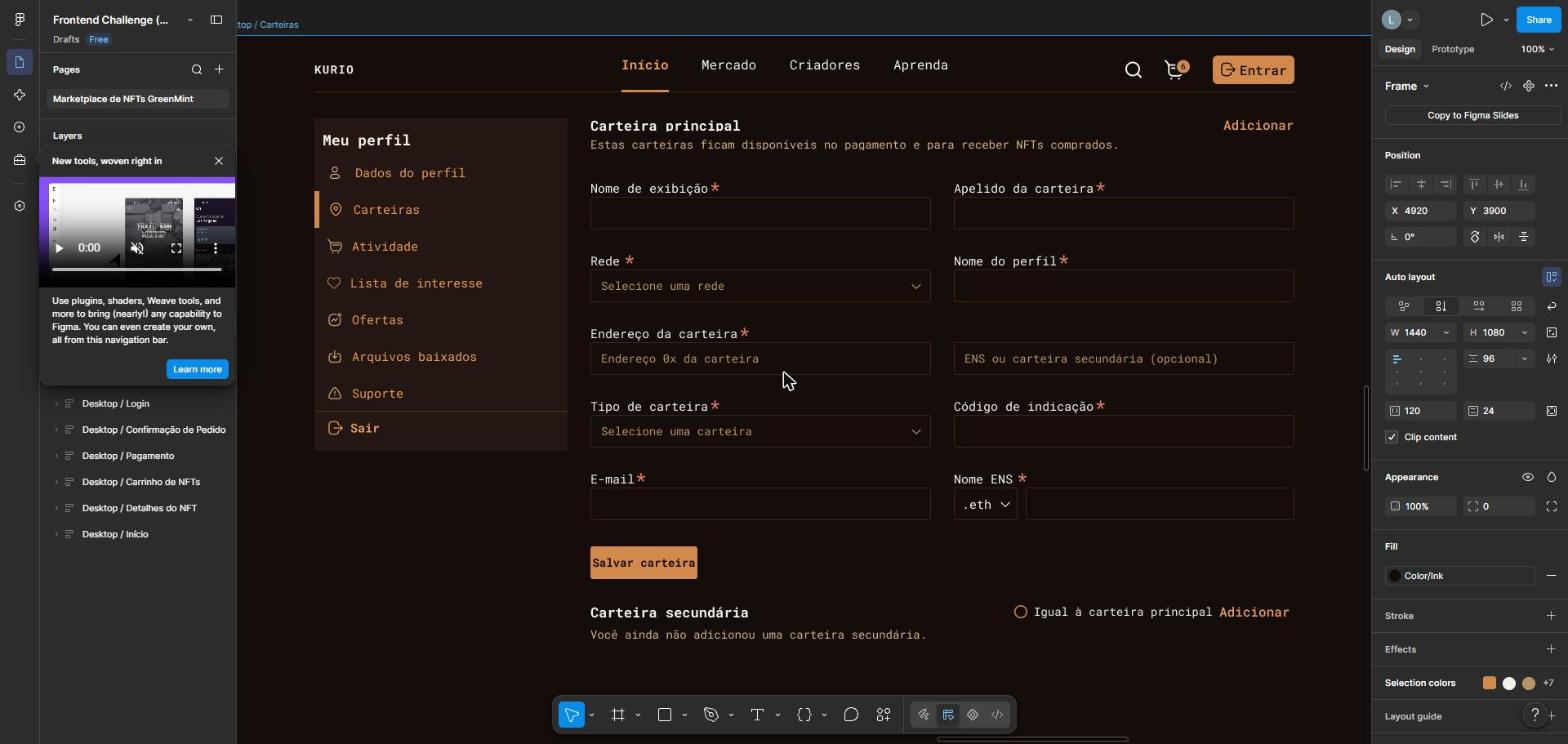 Frontend Challenge (...
Drafts
Free
Pages
Marketplace de NFTs GreenMint
Layers
New tools, woven right in
0:00
Use plugins, shaders, Weave tools, and
more to bring (nearly!) any capability to
Figma. You can even create your own,
all from this navigation bar.
Learn more
Desktop / Login
Desktop / Confirmação de Pedido
Desktop / Pagamento
Desktop / Carrinho de NFTs
Desktop / Detalhes do NFT
Desktop / Início
top / Carteiras
KURIO
Início
Mercado
Criadores
Aprenda
6
Entrar
Meu perfil
Dados do perfil
Carteiras
Atividade
Lista de interesse
Ofertas
Arquivos baixados
Suporte
Sair
Carteira principal
Adicionar
Estas carteiras ficam disponíveis no pagamento e para receber NFTs comprados.
Nome de exibição*
Apelido da carteira*
Rede *
Nome do perfil*
Selecione uma rede
Endereço da carteira*
Endereço 0x da carteira
ENS ou carteira secundária (opcional)
Tipo de carteira*
Código de indicação*
Selecione uma carteira
E-mail*
Nome ENS *
.eth
Salvar carteira
Carteira secundária
Igual à carteira principal
Adicionar
Você ainda não adicionou uma carteira secundária.
L
Share
Design
Prototype
100%
Frame
Copy to Figma Slides
Position
X 4920
Y 3900
0°
Auto layout
W 1440
H 1080
96
120
24
Clip content
Appearance
100%
0
Fill
Color/Ink
Stroke
Effects
Selection colors
+7
Layout guide
?